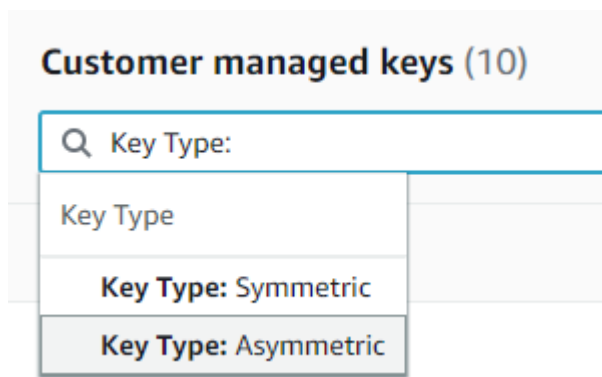 Customer managed keys (10)
Key Type:
Key Type
Key Type: Symmetric
Key Type: Asymmetric